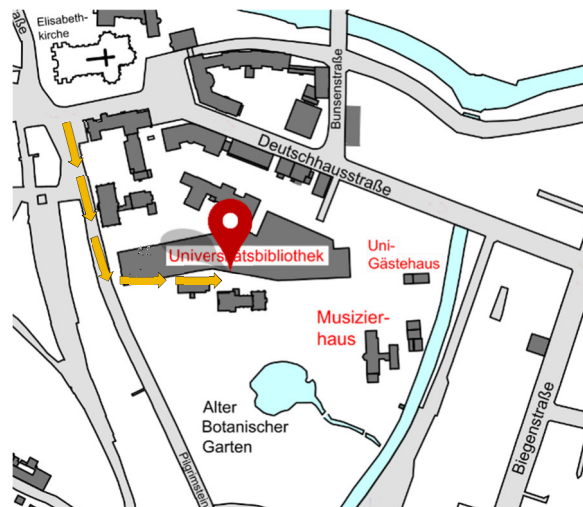 Elisabeth-
kirche
Bunsenstraße
Deutschhausstraße
Universitätsbibliothek
Uni-
Gästehaus
Musizier-
haus
Alter
Botanischer
Garten
Pilgrimstein
Biegenstraße